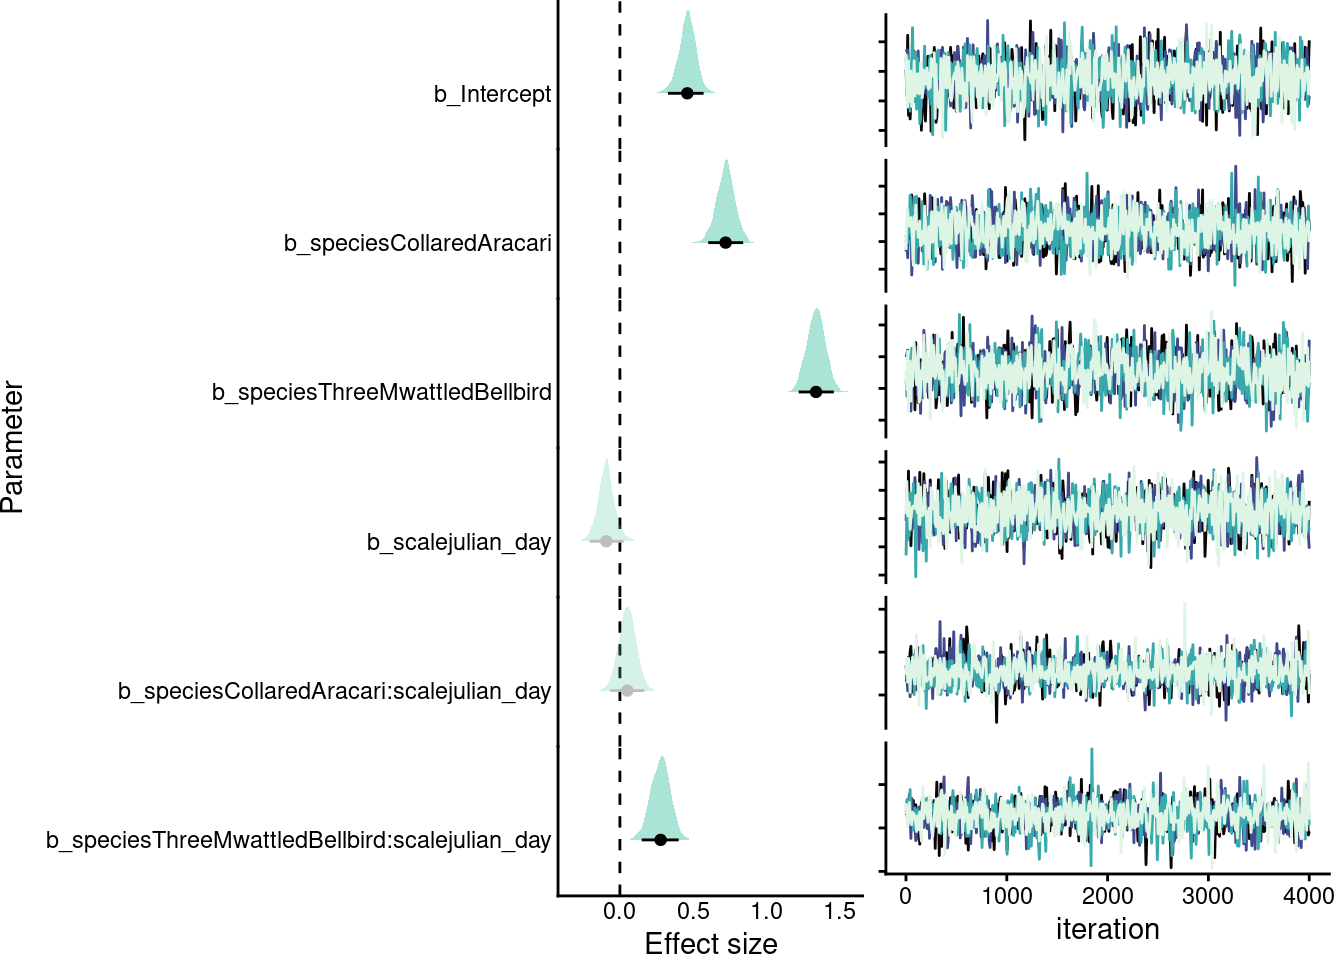 b_Intercept
b_speciesCollaredAracari
b_speciesThreeMwattledBellbird
b_scalejulian_day
b_speciesCollaredAracari:scalejulian_day
b_speciesThreeMwattledBellbird:scalejulian_day
Parameter
0.0 0.5 1.0 1.5
Effect size
0 1000 2000 3000 4000
iteration